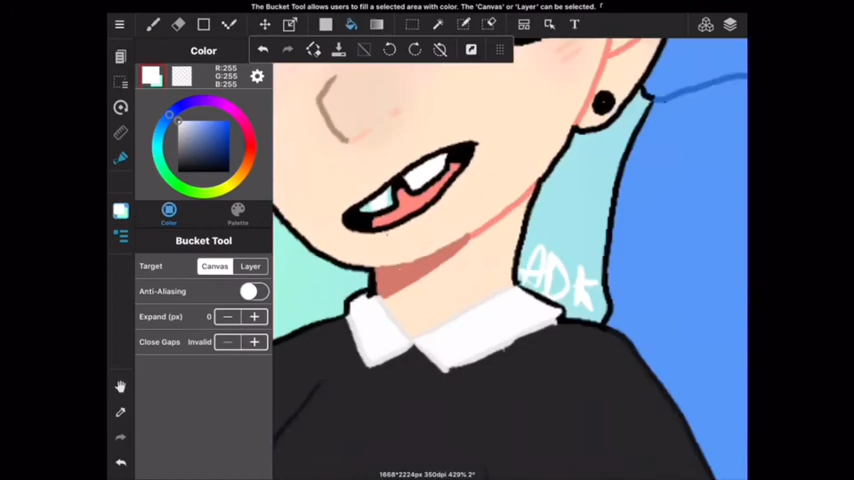 The Bucket Tool allows users to fill a selected area with color. The 'Canvas' or 'Layer' can be selected. 「
T
Color
R:255
G:255
B:255
Color
Palette
Bucket Tool
Target
Canvas
Layer
Anti-Aliasing
Expand (px)
0
−
+
Close Gaps
Invalid
−
+
ADK
1668*2224px 350dpi 429% 2°